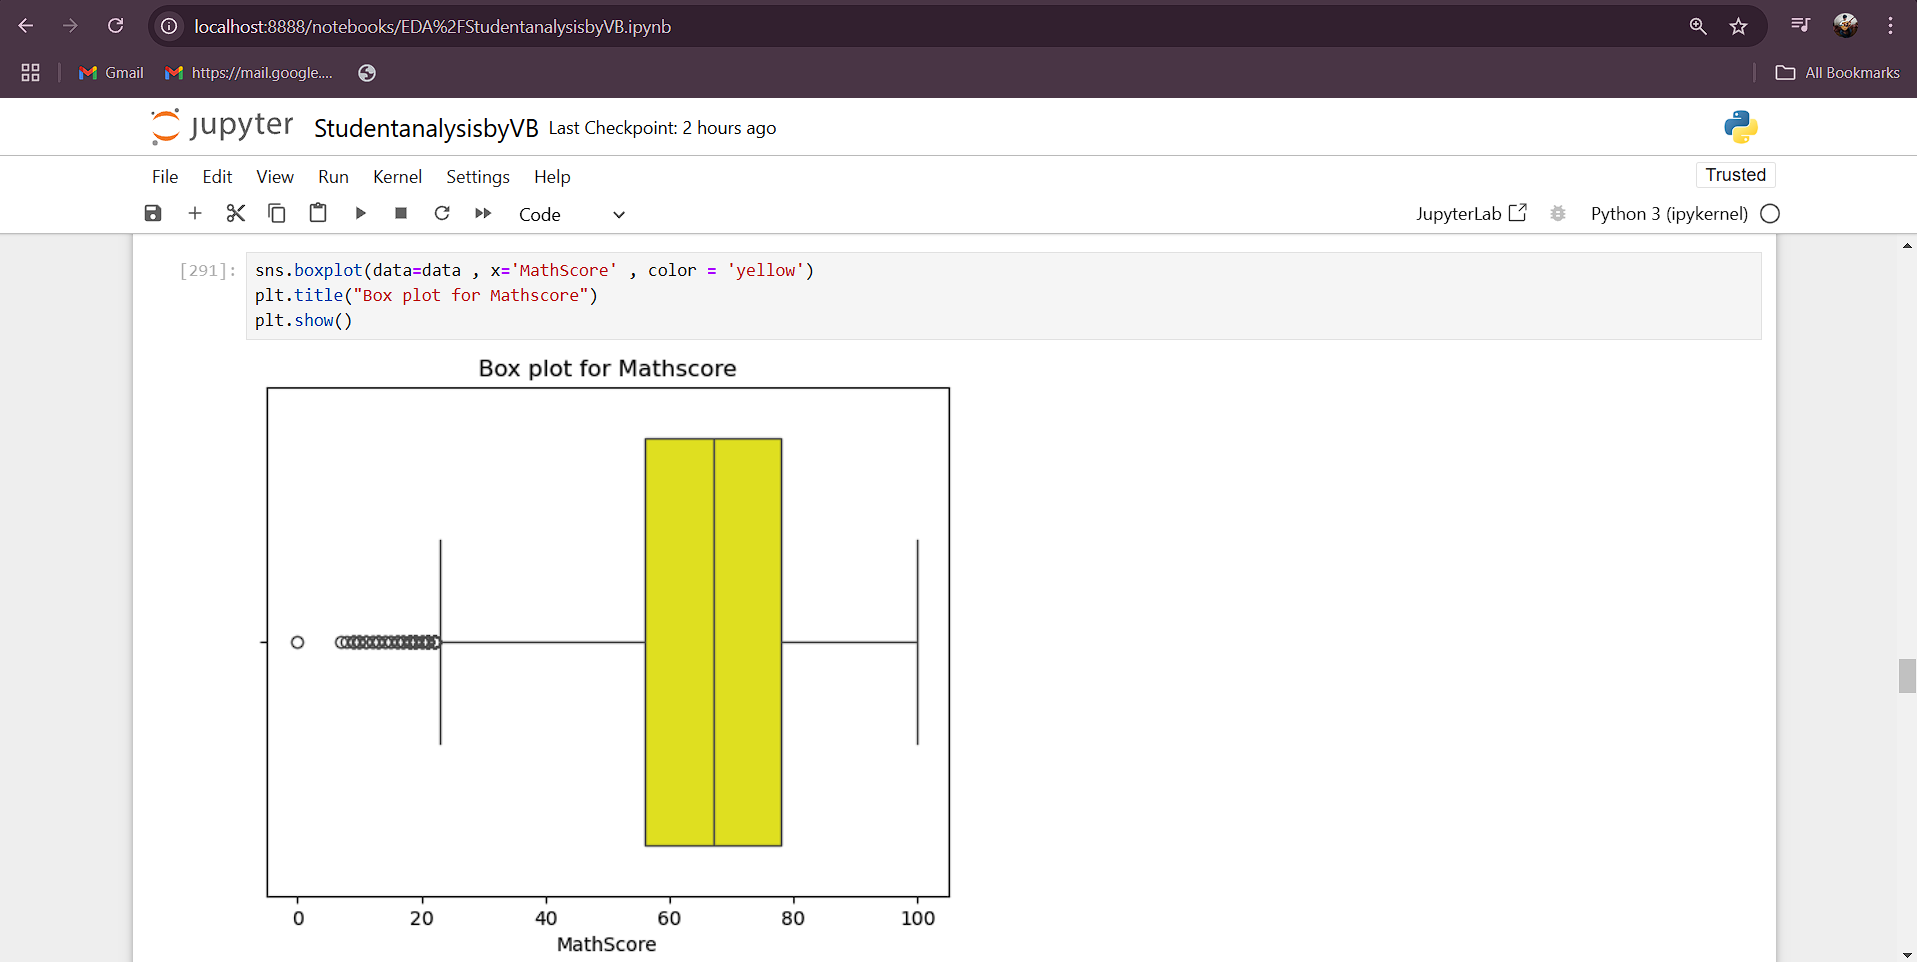 localhost:8888/notebooks/EDA%2FStudentanalysisbyVB.ipynb
Gmail https://mail.google.... All Bookmarks
jupyter StudentanalysisbyVB Last Checkpoint: 2 hours ago
File Edit View Run Kernel Settings Help Trusted
Code JupyterLab Python 3 (ipykernel)
[291]: sns.boxplot(data=data , x='MathScore' , color = 'yellow')
plt.title("Box plot for Mathscore")
plt.show()
Box plot for Mathscore
0 20 40 60 80 100
MathScore